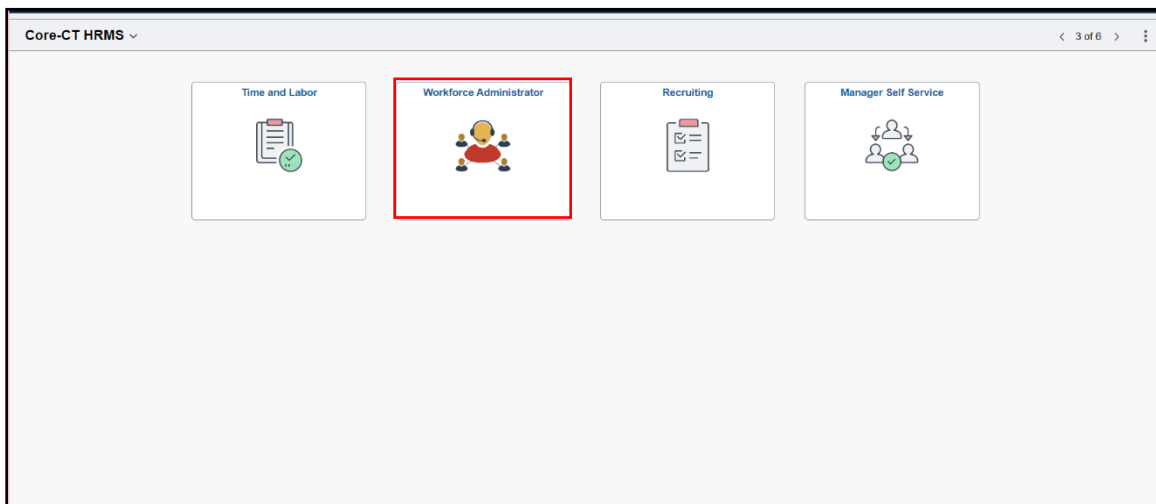 Core-CT HRMS
3 of 6
Time and Labor
Workforce Administrator
Recruiting
Manager Self Service